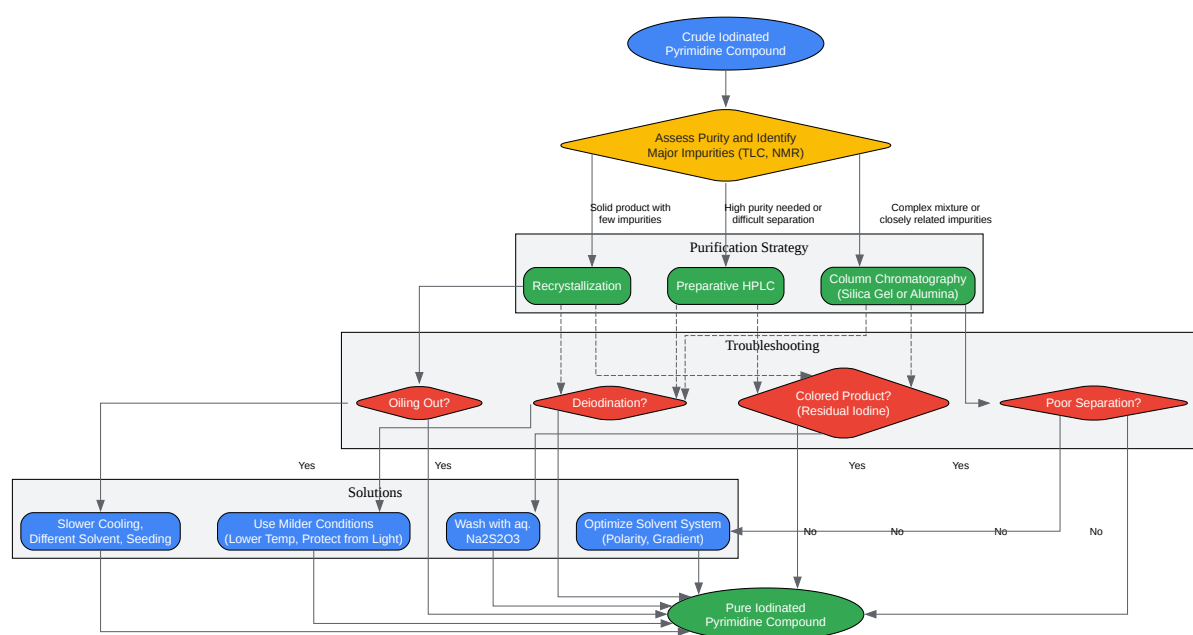 Crude Iodinated
Pyrimidine Compound
Assess Purity and Identify
Major Impurities (TLC, NMR)
Solid product with
few impurities
High purity needed or
difficult separation
Complex mixture or
closely related impurities
Purification Strategy
Recrystallization
Preparative HPLC
Column Chromatography
(Silica Gel or Alumina)
Troubleshooting
Oiling Out?
Deiodination?
Colored Product?
(Residual Iodine)
Poor Separation?
Yes
Yes
Yes
Yes
Solutions
Slower Cooling,
Different Solvent, Seeding
Use Milder Conditions
(Lower Temp, Protect from Light)
Wash with aq.
Na2S2O3
Optimize Solvent System
(Polarity, Gradient)
No
No
No
No
Pure Iodinated
Pyrimidine Compound